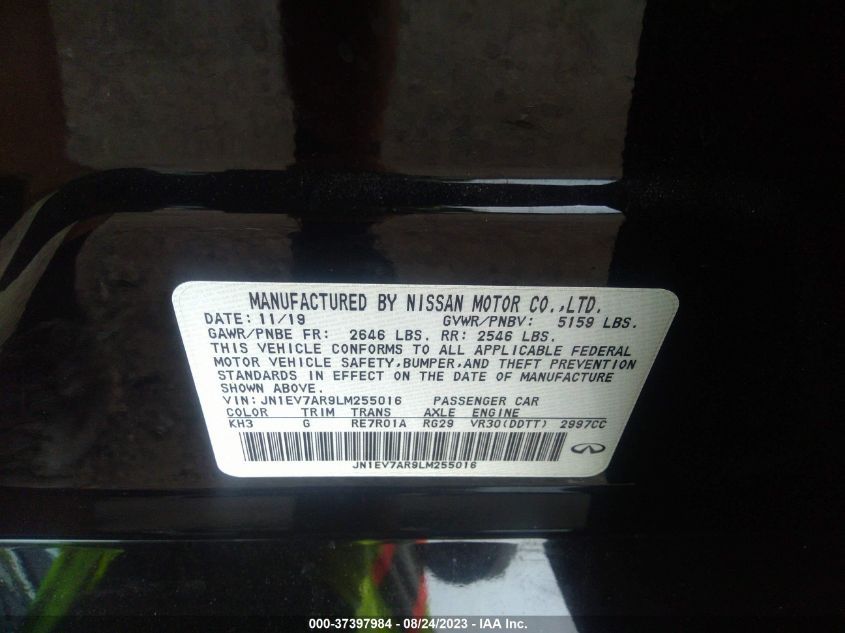 MANUFACTURED BY NISSAN MOTOR CO.,LTD.
DATE: 11/19 GVWR/PNBV: 5159 LBS.
GAWR/PNBE FR: 2646 LBS. RR: 2546 LBS.
THIS VEHICLE CONFORMS TO ALL APPLICABLE FEDERAL
MOTOR VEHICLE SAFETY,BUMPER,AND THEFT PREVENTION
STANDARDS IN EFFECT ON THE DATE OF MANUFACTURE
SHOWN ABOVE.
VIN: JN1EV7AR9LM255016 PASSENGER CAR
COLOR TRIM TRANS AXLE ENGINE
KH3 G RE7R01A RG29 VR30(DDTT) 2997CC
JN1EV7AR9LM255016
000-37397984 - 08/24/2023 - IAA Inc.